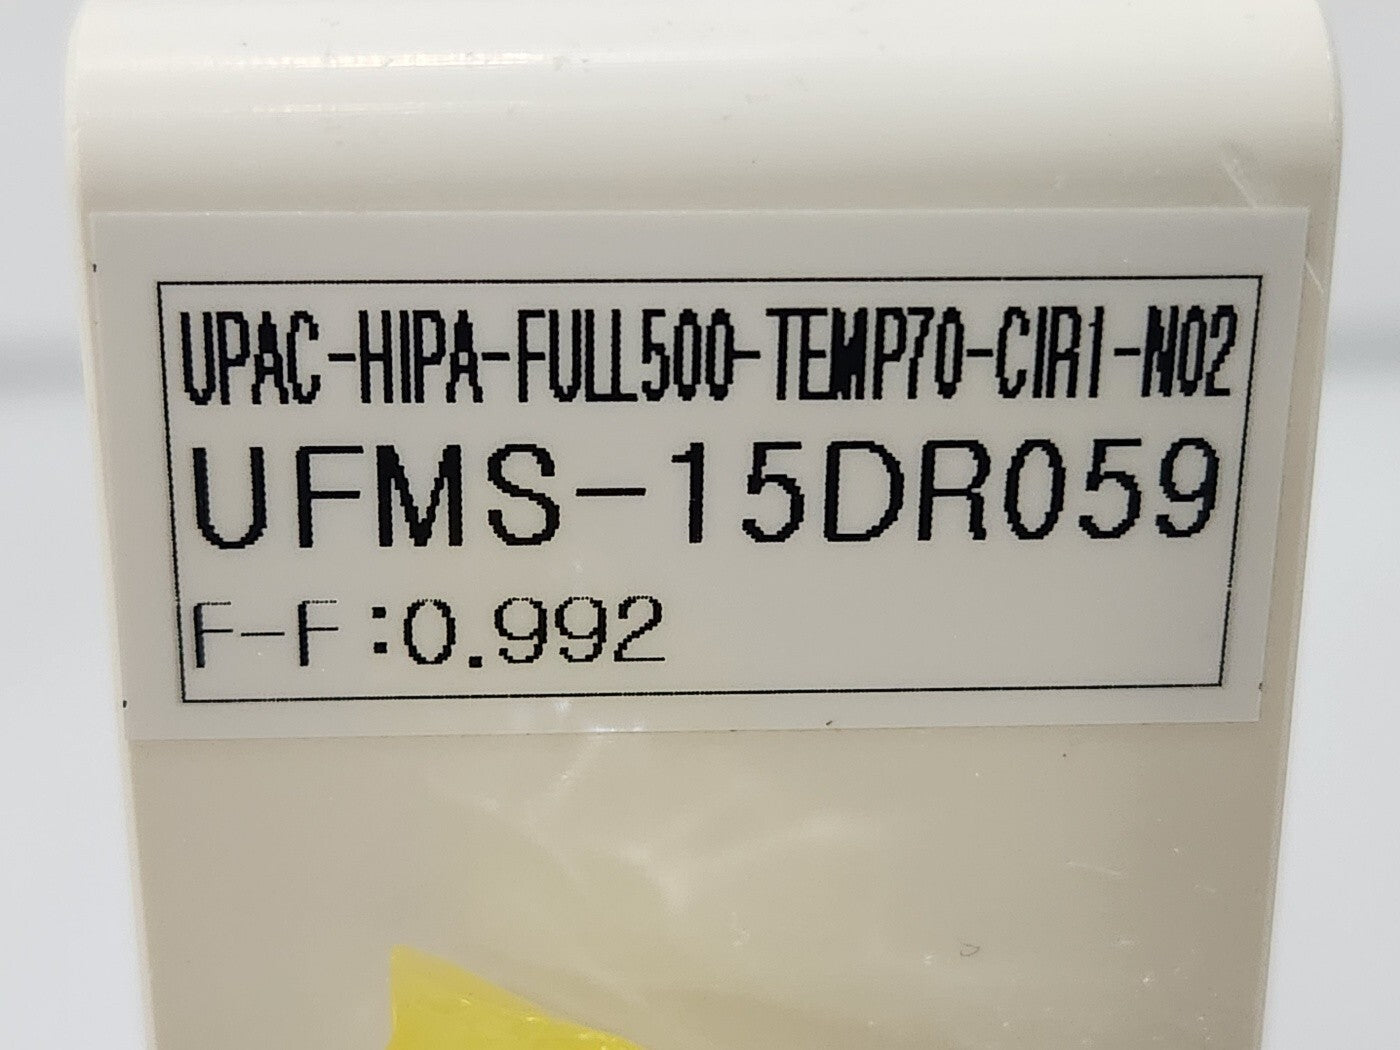 UPAC-HIPA-FULL500-TEMP70-CIR1-N02
UFMS-15DR059
F-F:0.992